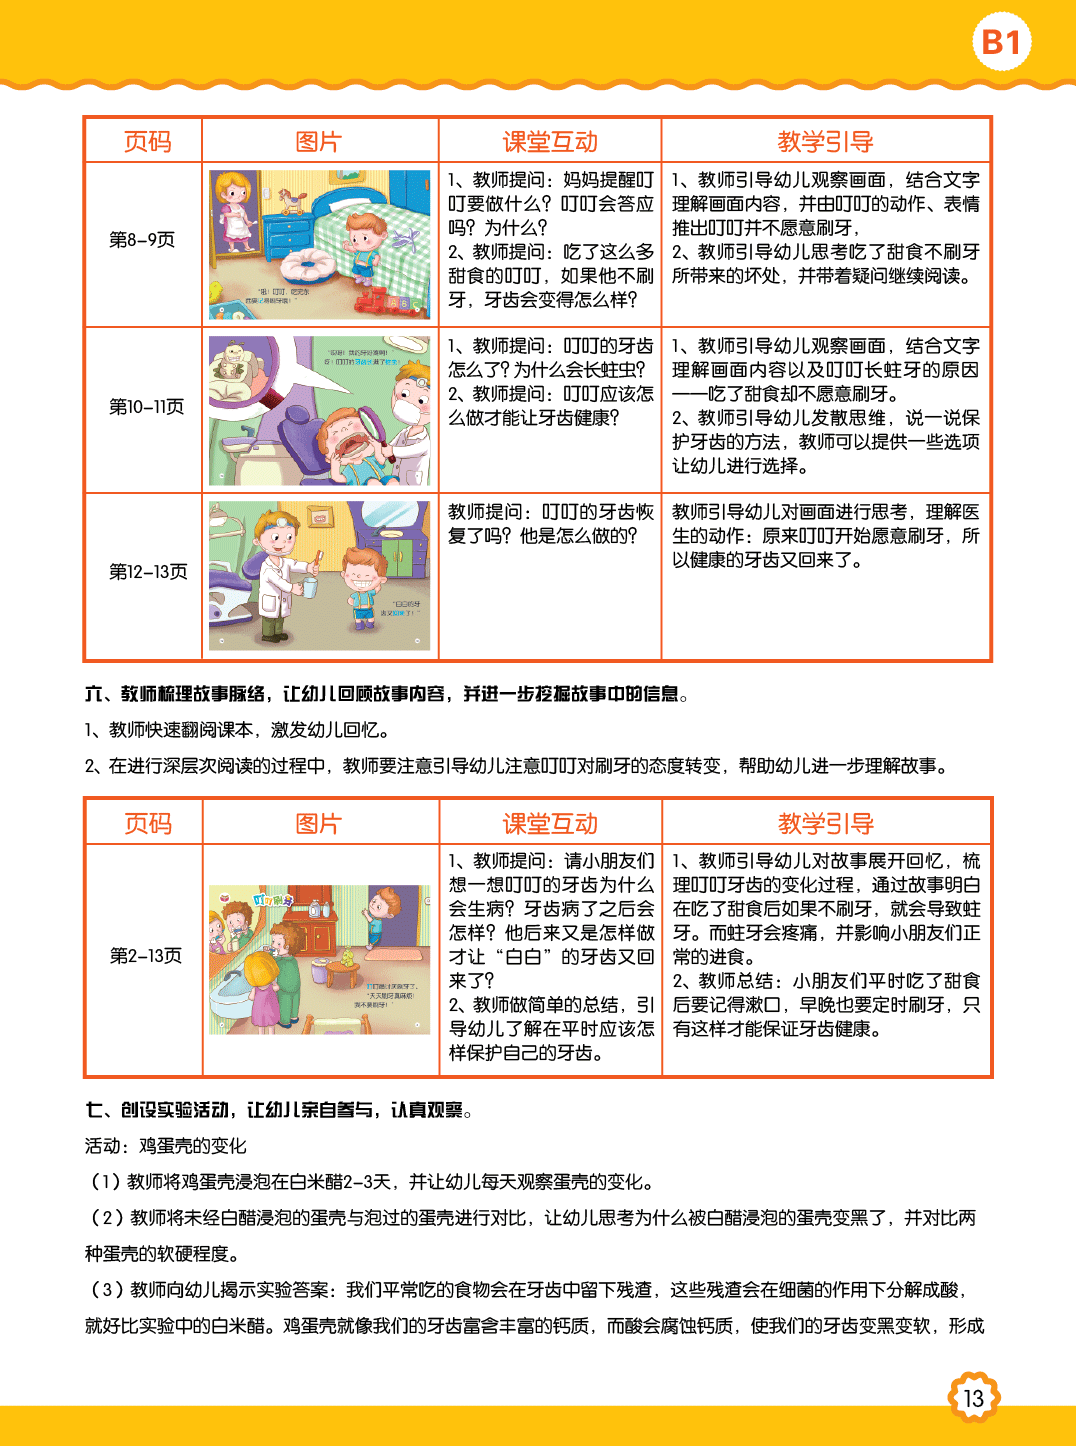 B1
页码 图片 课堂互动 教学引导
第8-9页
1、教师提问：妈妈提醒叮
叮要做什么？叮叮会答应
吗？为什么？
2、教师提问：吃了这么多
甜食的叮叮，如果他不刷
牙，牙齿会变得怎么样？
1、教师引导幼儿观察画面，结合文字
理解画面内容，并由叮叮的动作、表情
推出叮叮并不愿意刷牙，
2、教师引导幼儿思考吃了甜食不刷牙
所带来的坏处，并带着疑问继续阅读。
第10-11页
1、教师提问：叮叮的牙齿
怎么了？为什么会长蛀虫？
2、教师提问：叮叮应该怎
么做才能让牙齿健康？
1、教师引导幼儿观察画面，结合文字
理解画面内容以及叮叮长蛀牙的原因
——吃了甜食却不愿意刷牙。
2、教师引导幼儿发散思维，说一说保
护牙齿的方法，教师可以提供一些选项
让幼儿进行选择。
第12-13页
“白白的牙
齿又回来了！”
教师提问：叮叮的牙齿恢
复了吗？他是怎么做的？
教师引导幼儿对画面进行思考，理解医
生的动作：原来叮叮开始愿意刷牙，所
以健康的牙齿又回来了。
六、教师梳理故事脉络，让幼儿回顾故事内容，并进一步挖掘故事中的信息。
1、教师快速翻阅课本，激发幼儿回忆。
2、在进行深层次阅读的过程中，教师要注意引导幼儿注意叮叮对刷牙的态度转变，帮助幼儿进一步理解故事。
页码 图片 课堂互动 教学引导
第2-13页
叮叮刷牙
1、教师提问：请小朋友们
想一想叮叮的牙齿为什么
会生病？牙齿病了之后会
怎样？他后来又是怎样做
才让“白白”的牙齿又回
来了？
2、教师做简单的总结，引
导幼儿了解在平时应该怎
样保护自己的牙齿。
1、教师引导幼儿对故事展开回忆，梳
理叮叮牙齿的变化过程，通过故事明白
在吃了甜食后如果不刷牙，就会导致蛀
牙。而蛀牙会疼痛，并影响小朋友们正
常的进食。
2、教师总结：小朋友们平时吃了甜食
后要记得漱口，早晚也要定时刷牙，只
有这样才能保证牙齿健康。
七、创设实验活动，让幼儿亲自参与，认真观察。
活动：鸡蛋壳的变化
（1）教师将鸡蛋壳浸泡在白米醋2-3天，并让幼儿每天观察蛋壳的变化。
（2）教师将未经白醋浸泡的蛋壳与泡过的蛋壳进行对比，让幼儿思考为什么被白醋浸泡的蛋壳变黑了，并对比两
种蛋壳的软硬程度。
（3）教师向幼儿揭示实验答案：我们平常吃的食物会在牙齿中留下残渣，这些残渣会在细菌的作用下分解成酸，
就好比实验中的白米醋。鸡蛋壳就像我们的牙齿富含丰富的钙质，而酸会腐蚀钙质，使我们的牙齿变黑变软，形成
13